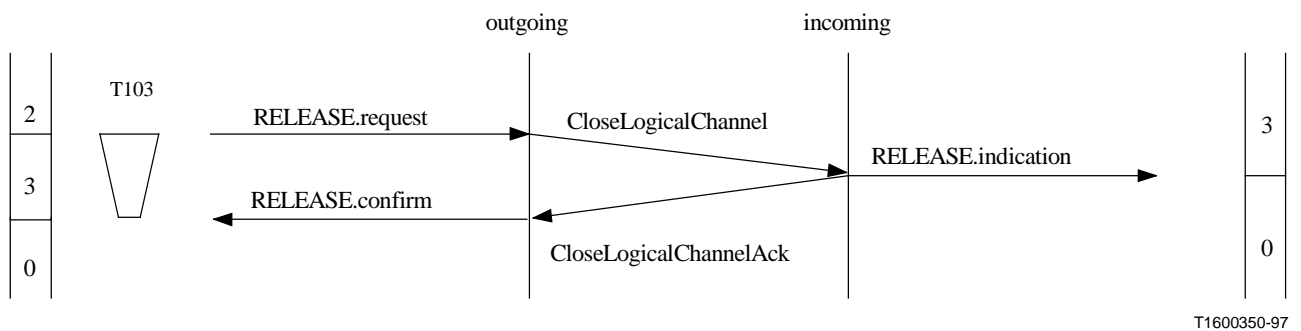 outgoing
incoming
T103
2
RELEASE.request
CloseLogicalChannel
3
RELEASE.indication
3
RELEASE.confirm
CloseLogicalChannelAck
0
0
T1600350-97